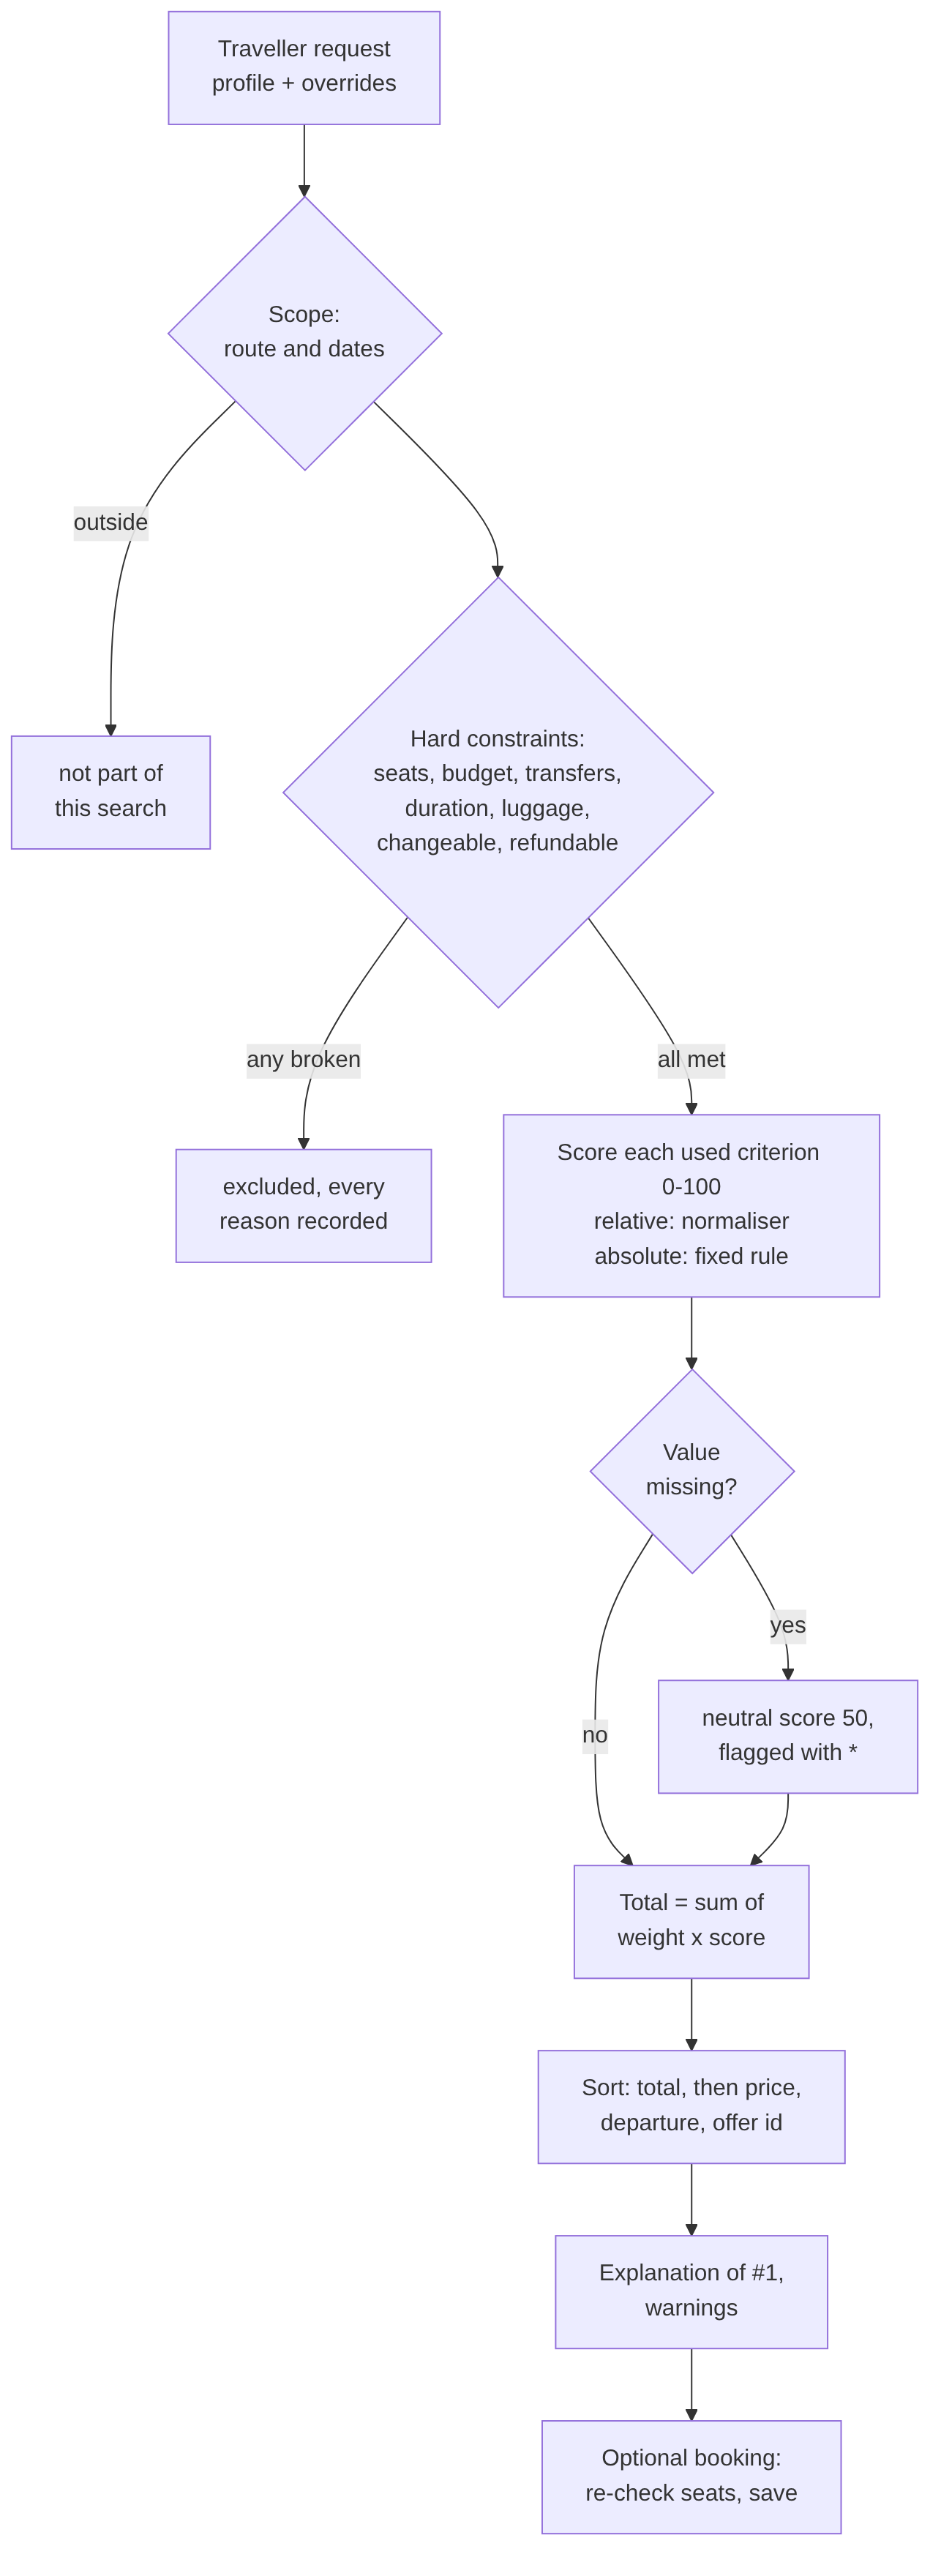 Traveller request
profile + overrides
Scope:
route and dates
outside
not part of
this search
Hard constraints:
seats, budget, transfers,
duration, luggage,
changeable, refundable
any broken
all met
excluded, every
reason recorded
Score each used criterion
0-100
relative: normaliser
absolute: fixed rule
Value
missing?
yes
no
neutral score 50,
flagged with *
Total = sum of
weight x score
Sort: total, then price,
departure, offer id
Explanation of #1,
warnings
Optional booking:
re-check seats, save